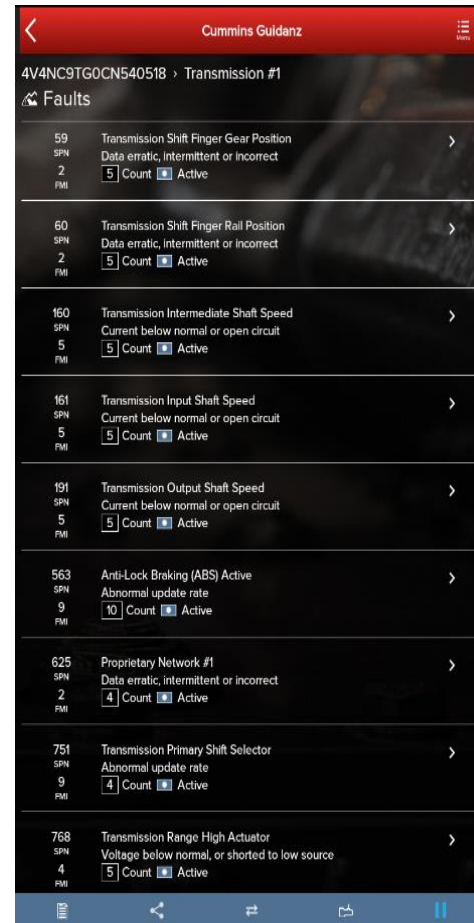 Cummins Guidanz
Menu
4V4NC9TG0CN540518 › Transmission #1
Faults
59
SPN
2
FMI
Transmission Shift Finger Gear Position
Data erratic, intermittent or incorrect
5 Count Active
60
SPN
2
FMI
Transmission Shift Finger Rail Position
Data erratic, intermittent or incorrect
5 Count Active
160
SPN
5
FMI
Transmission Intermediate Shaft Speed
Current below normal or open circuit
5 Count Active
161
SPN
5
FMI
Transmission Input Shaft Speed
Current below normal or open circuit
5 Count Active
191
SPN
5
FMI
Transmission Output Shaft Speed
Current below normal or open circuit
5 Count Active
563
SPN
9
FMI
Anti-Lock Braking (ABS) Active
Abnormal update rate
10 Count Active
625
SPN
2
FMI
Proprietary Network #1
Data erratic, intermittent or incorrect
4 Count Active
751
SPN
9
FMI
Transmission Primary Shift Selector
Abnormal update rate
4 Count Active
768
SPN
4
FMI
Transmission Range High Actuator
Voltage below normal, or shorted to low source
5 Count Active